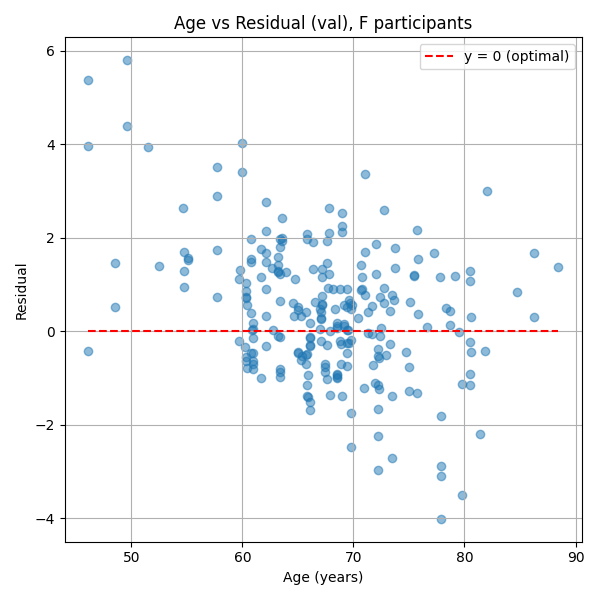 Age vs Residual (val), F participants
y = 0 (optimal)
6
4
2
0
−2
−4
Residual
50
60
70
80
90
Age (years)